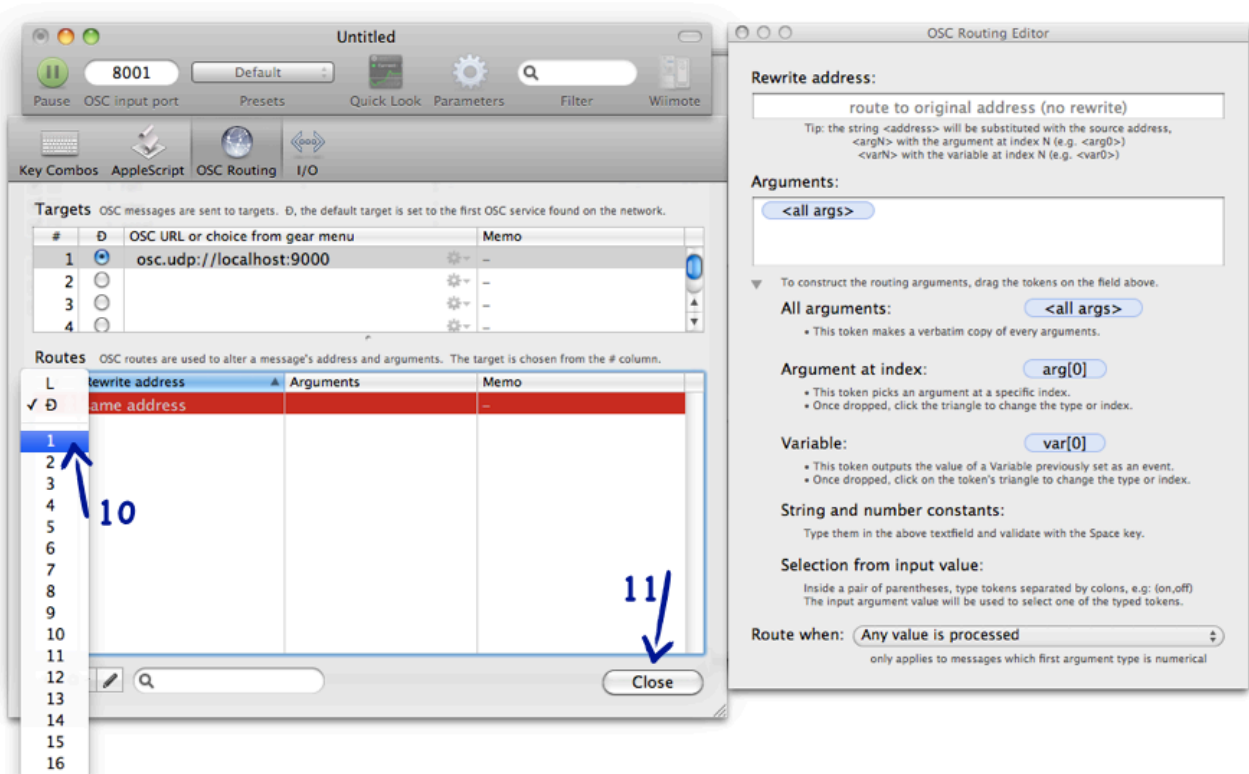 Untitled
8001
Default
Pause OSC input port Presets Quick Look Parameters Filter Wiimote
Key Combos AppleScript OSC Routing I/O
Targets OSC messages are sent to targets. Đ, the default target is set to the first OSC service found on the network.
# Đ OSC URL or choice from gear menu Memo
1 osc.udp://localhost:9000 –
2 –
3 –
4 –
Routes OSC routes are used to alter a message's address and arguments. The target is chosen from the # column.
L
Rewrite address Arguments Memo
✓ Đ
ame address –
1
2
3
4
5
6
7
8
9
10
11
12
13
14
15
16
10
11
Close
OSC Routing Editor
Rewrite address:
route to original address (no rewrite)
Tip: the string <address> will be substituted with the source address,
<argN> with the argument at index N (e.g. <arg0>)
<varN> with the variable at index N (e.g. <var0>)
Arguments:
<all args>
To construct the routing arguments, drag the tokens on the field above.
All arguments: <all args>
• This token makes a verbatim copy of every arguments.
Argument at index: arg[0]
• This token picks an argument at a specific index.
• Once dropped, click the triangle to change the type or index.
Variable: var[0]
• This token outputs the value of a Variable previously set as an event.
• Once dropped, click on the token's triangle to change the type or index.
String and number constants:
Type them in the above textfield and validate with the Space key.
Selection from input value:
Inside a pair of parentheses, type tokens separated by colons, e.g: (on,off)
The input argument value will be used to select one of the typed tokens.
Route when: Any value is processed
only applies to messages which first argument type is numerical